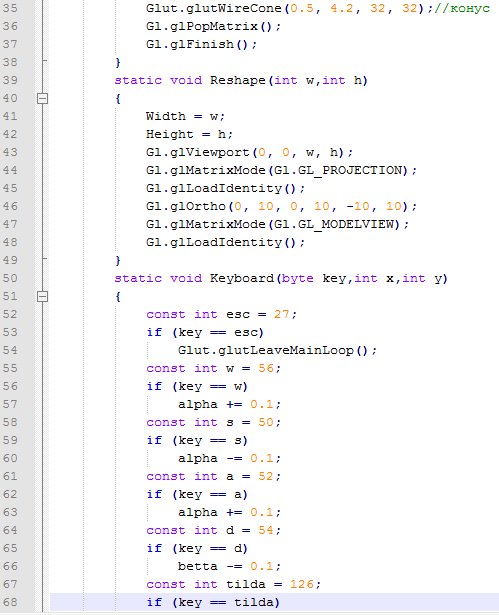 35 Glut.glutWireCone(0.5, 4.2, 32, 32);//конус
36 Gl.glPopMatrix();
37 Gl.glFinish();
38 }
39 static void Reshape(int w,int h)
40 {
41 Width = w;
42 Height = h;
43 Gl.glViewport(0, 0, w, h);
44 Gl.glMatrixMode(Gl.GL_PROJECTION);
45 Gl.glLoadIdentity();
46 Gl.glOrtho(0, 10, 0, 10, -10, 10);
47 Gl.glMatrixMode(Gl.GL_MODELVIEW);
48 Gl.glLoadIdentity();
49 }
50 static void Keyboard(byte key,int x,int y)
51 {
52 const int esc = 27;
53 if (key == esc)
54 Glut.glutLeaveMainLoop();
55 const int w = 56;
56 if (key == w)
57 alpha += 0.1;
58 const int s = 50;
59 if (key == s)
60 alpha -= 0.1;
61 const int a = 52;
62 if (key == a)
63 alpha += 0.1;
64 const int d = 54;
65 if (key == d)
66 betta -= 0.1;
67 const int tilda = 126;
68 if (key == tilda)